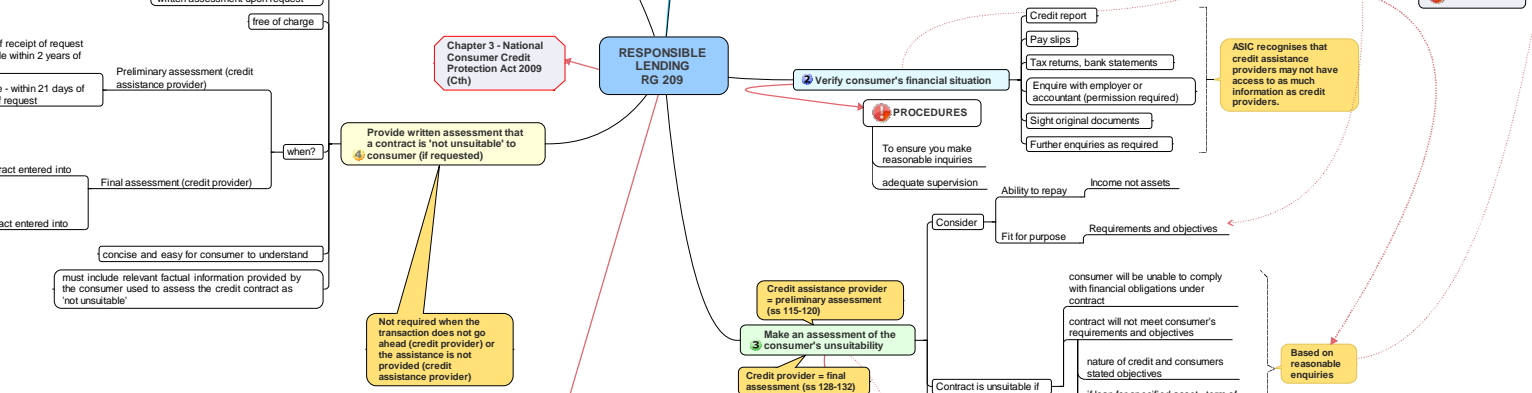 written assessment upon request
free of charge
f receipt of request
le within 2 years of
Preliminary assessment (credit
assistance provider)
e - within 21 days of
f request
when?
ract entered into
Final assessment (credit provider)
act entered into
concise and easy for consumer to understand
must include relevant factual information provided by
the consumer used to assess the credit contract as
'not unsuitable'
Chapter 3 - National
Consumer Credit
Protection Act 2009
(Cth)
RESPONSIBLE
LENDING
RG 209
Provide written assessment that
a contract is 'not unsuitable' to
4 consumer (if requested)
Not required when the
transaction does not go
ahead (credit provider) or
the assistance is not
provided (credit
assistance provider)
2 Verify consumer's financial situation
Credit report
Pay slips
Tax returns, bank statements
Enquire with employer or
accountant (permission required)
Sight original documents
Further enquiries as required
ASIC recognises that
credit assistance
providers may not have
access to as much
information as credit
providers.
PROCEDURES
To ensure you make
reasonable inquiries
adequate supervision
Consider
Ability to repay
Income not assets
Fit for purpose
Requirements and objectives
Credit assistance provider
= preliminary assessment
(ss 115-120)
Make an assessment of the
3 consumer's unsuitability
Credit provider = final
assessment (ss 128-132)
Contract is unsuitable if
consumer will be unable to comply
with financial obligations under
contract
contract will not meet consumer's
requirements and objectives
nature of credit and consumers
stated objectives
Based on
reasonable
enquiries